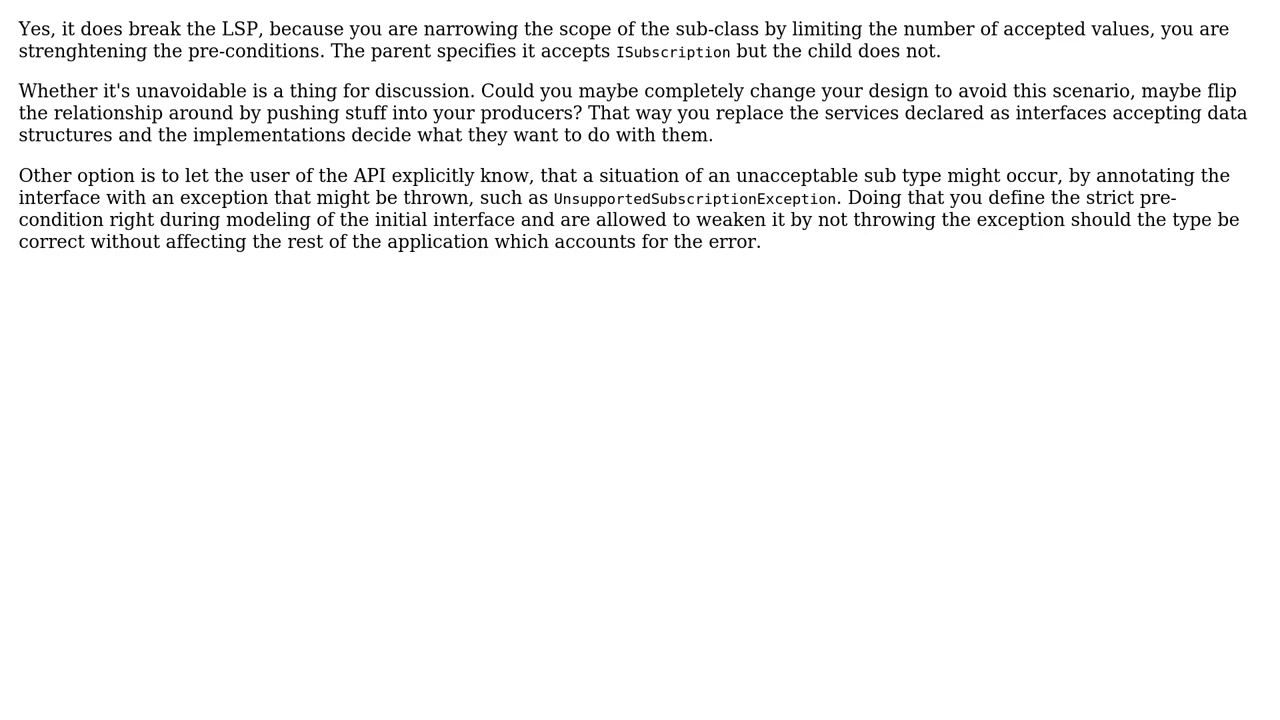 Yes, it does break the LSP, because you are narrowing the scope of the sub-class by limiting the number of accepted values, you are
strenghtening the pre-conditions. The parent specifies it accepts ISubscription but the child does not.
Whether it's unavoidable is a thing for discussion. Could you maybe completely change your design to avoid this scenario, maybe flip
the relationship around by pushing stuff into your producers? That way you replace the services declared as interfaces accepting data
structures and the implementations decide what they want to do with them.
Other option is to let the user of the API explicitly know, that a situation of an unacceptable sub type might occur, by annotating the
interface with an exception that might be thrown, such as UnsupportedSubscriptionException. Doing that you define the strict pre-
condition right during modeling of the initial interface and are allowed to weaken it by not throwing the exception should the type be
correct without affecting the rest of the application which accounts for the error.